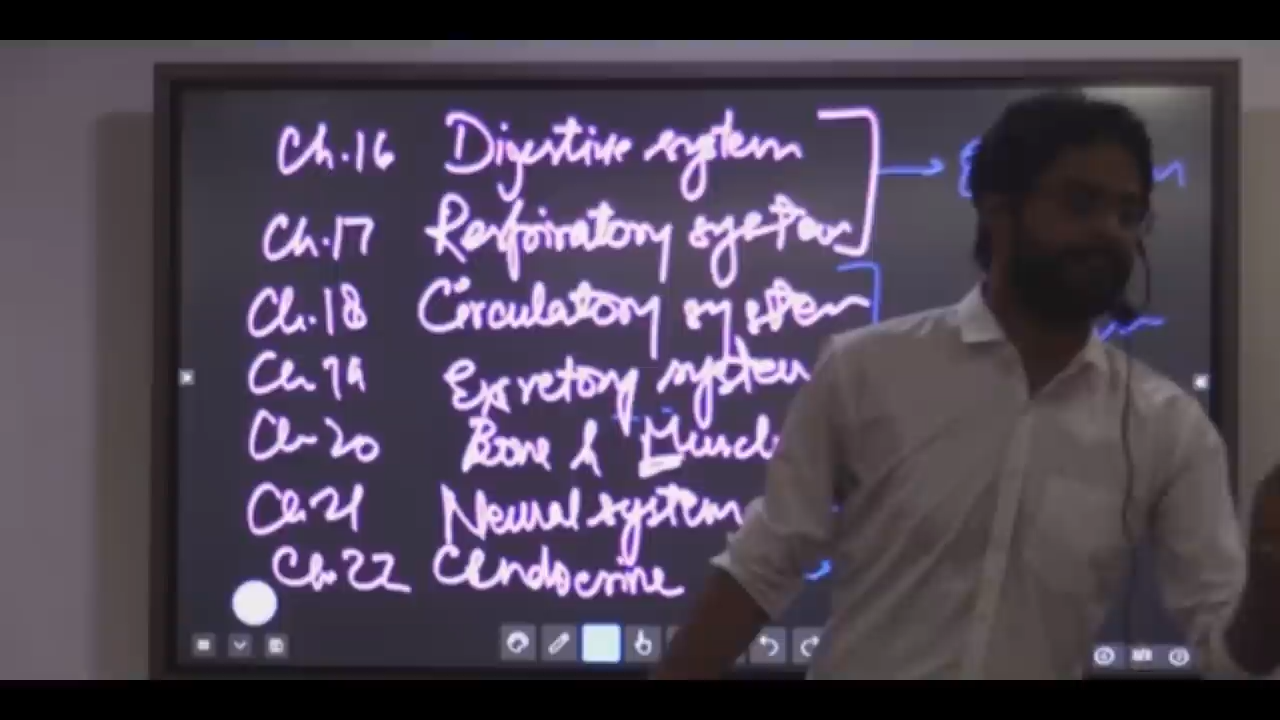 Ch.16 Digestive system
Ch.17 Respiratory system
Ch.18 Circulatory system
Ch 19 Excretory system
Ch-20 Bone & Muscle
Ch.21 Neural system
Ch.22 Endocrine